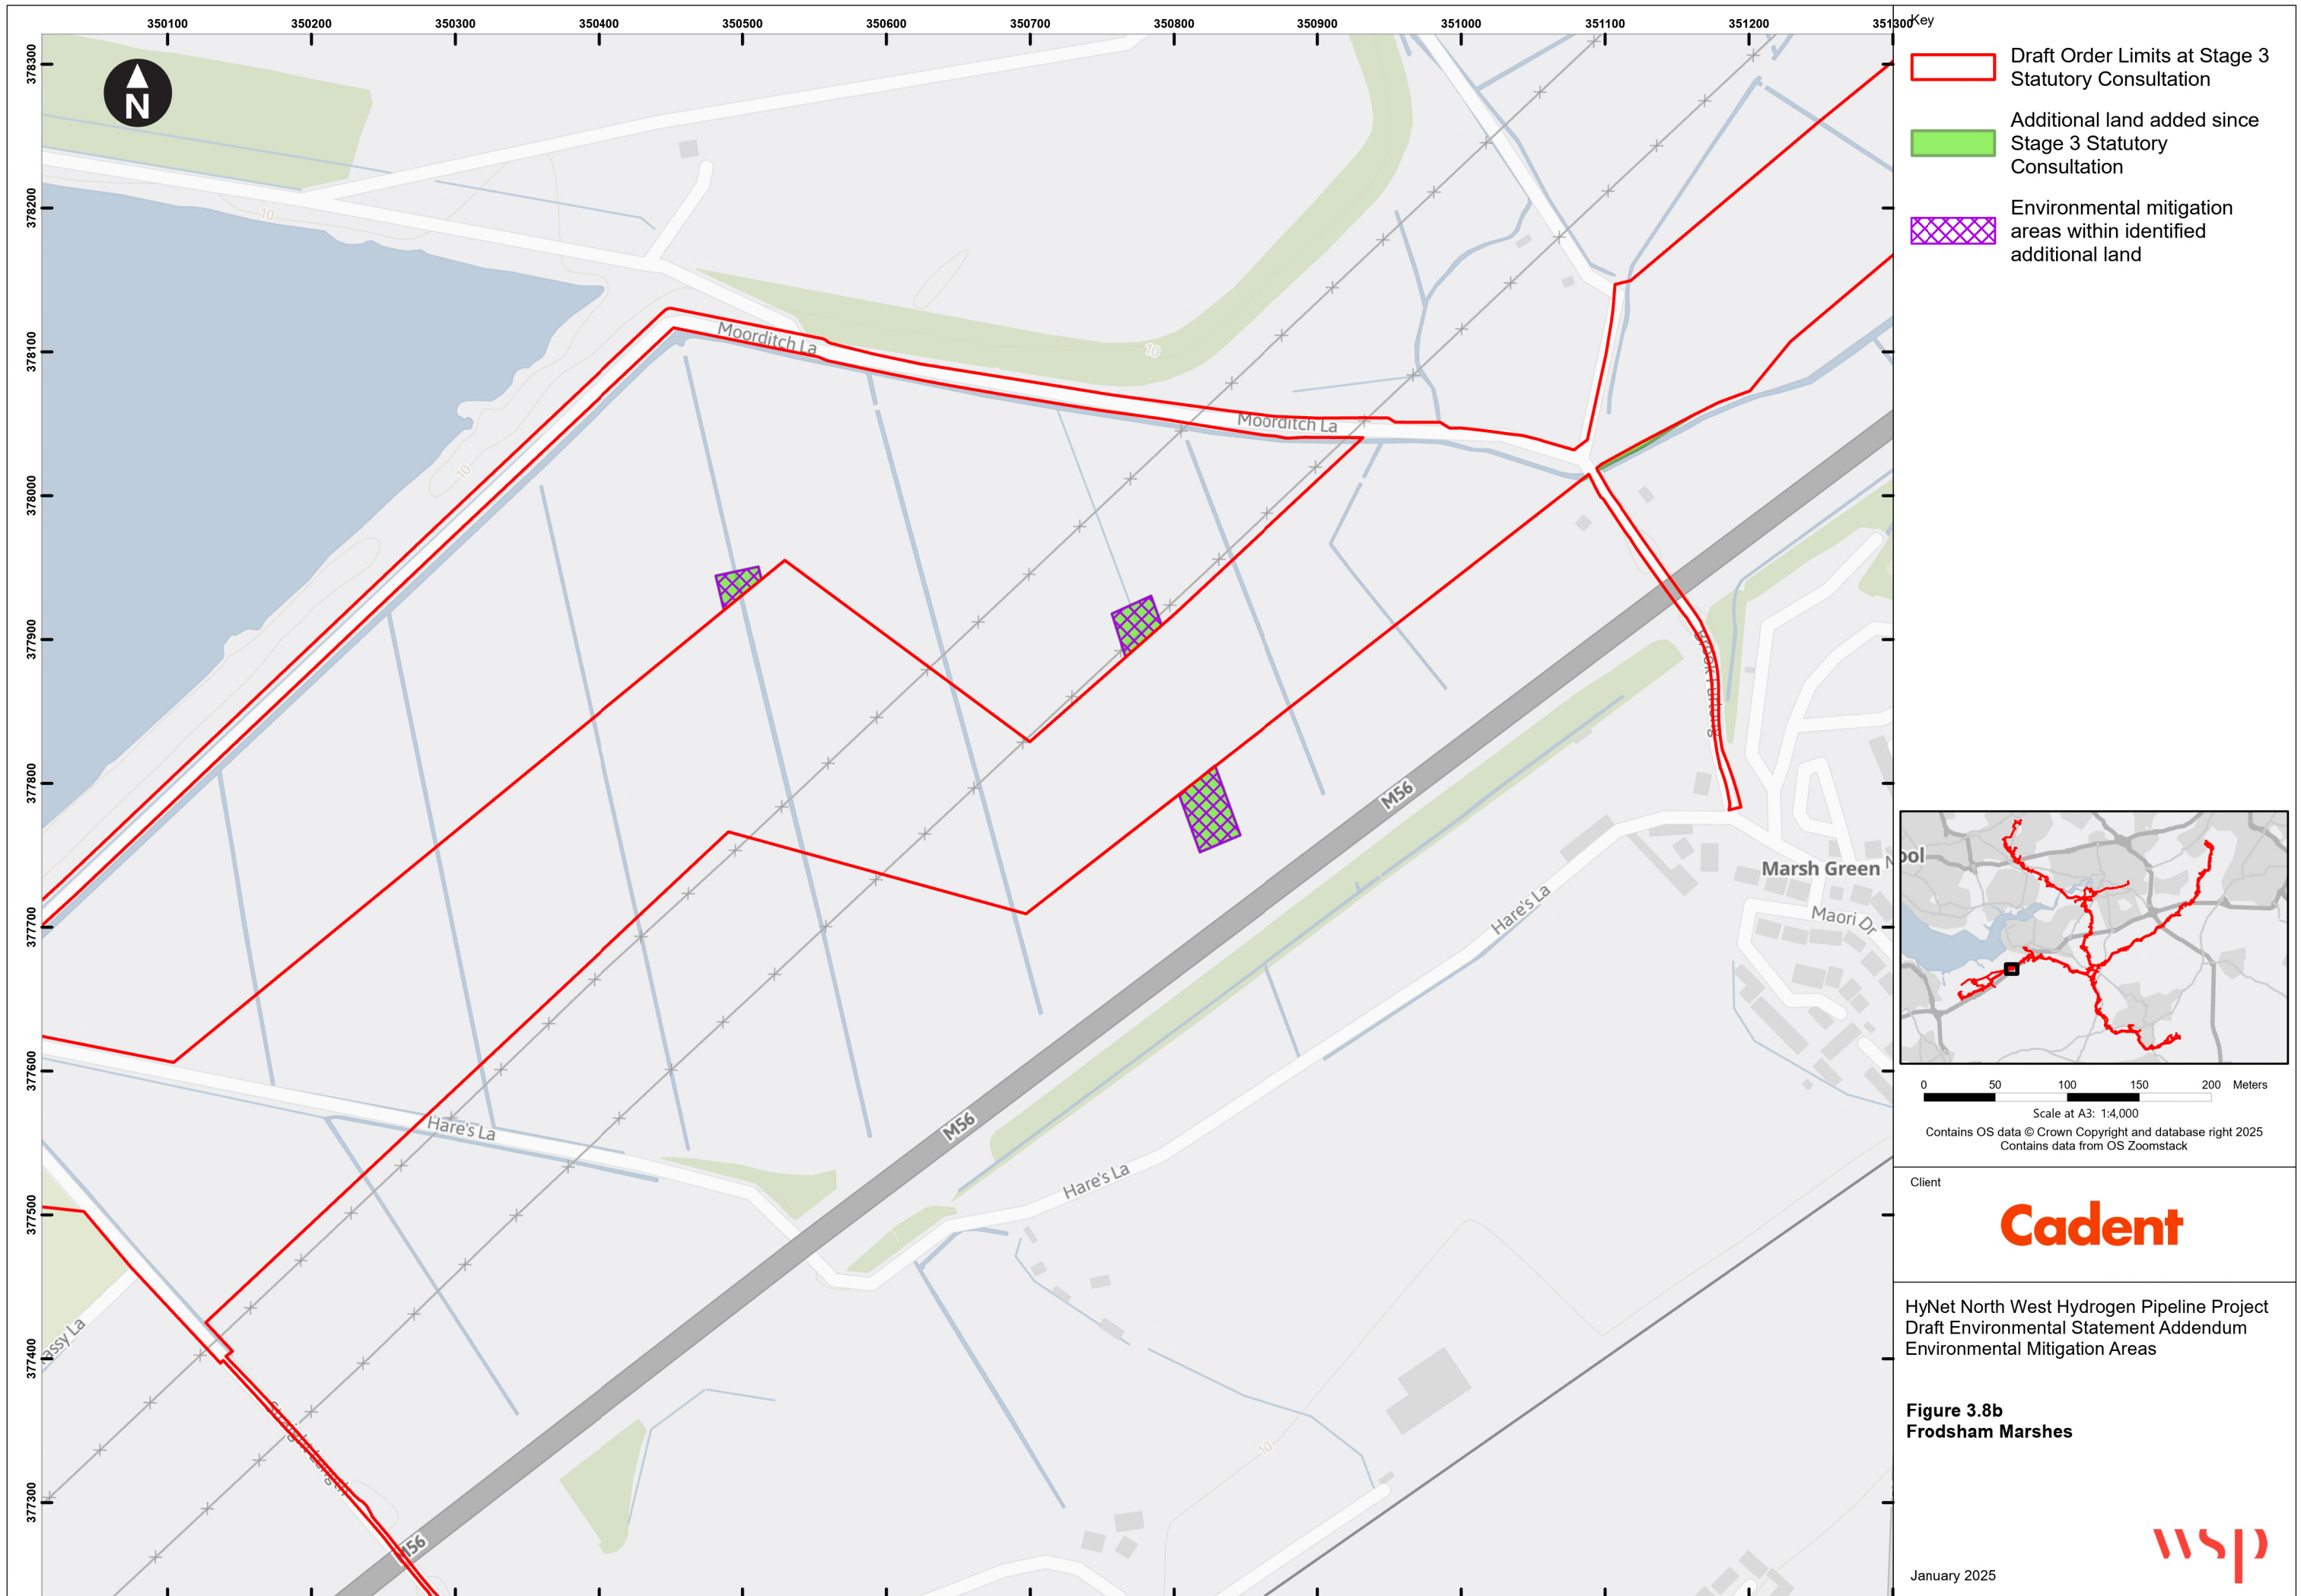 350100 350200 350300 350400 350500 350600 350700 350800 350900 351000 351100 351200 351300
378300
378200
378100
378000
377900
377800
377700
377600
377500
377400
377300
N
10
10
10
10
Moorditch La
Moorditch La
M56
M56
M56
Hare's La
Hare's La
Hare's La
Marsh Green
Maori Dr
Key
Draft Order Limits at Stage 3
Statutory Consultation
Additional land added since
Stage 3 Statutory
Consultation
Environmental mitigation
areas within identified
additional land
ool
0 50 100 150 200 Meters
Scale at A3: 1:4,000
Contains OS data © Crown Copyright and database right 2025
Contains data from OS Zoomstack
Client
Cadent
HyNet North West Hydrogen Pipeline Project
Draft Environmental Statement Addendum
Environmental Mitigation Areas
Figure 3.8b
Frodsham Marshes
January 2025
wsp